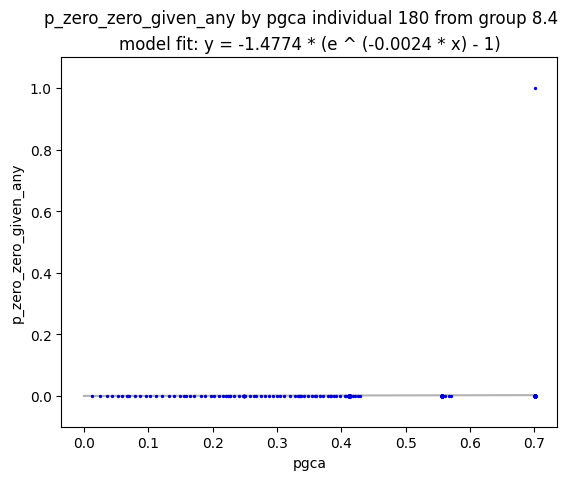 p_zero_zero_given_any by pgca individual 180 from group 8.4
model fit: y = -1.4774 * (e ^ (-0.0024 * x) - 1)
1.0
0.8
0.6
0.4
0.2
0.0
p_zero_zero_given_any
0.0 0.1 0.2 0.3 0.4 0.5 0.6 0.7
pgca